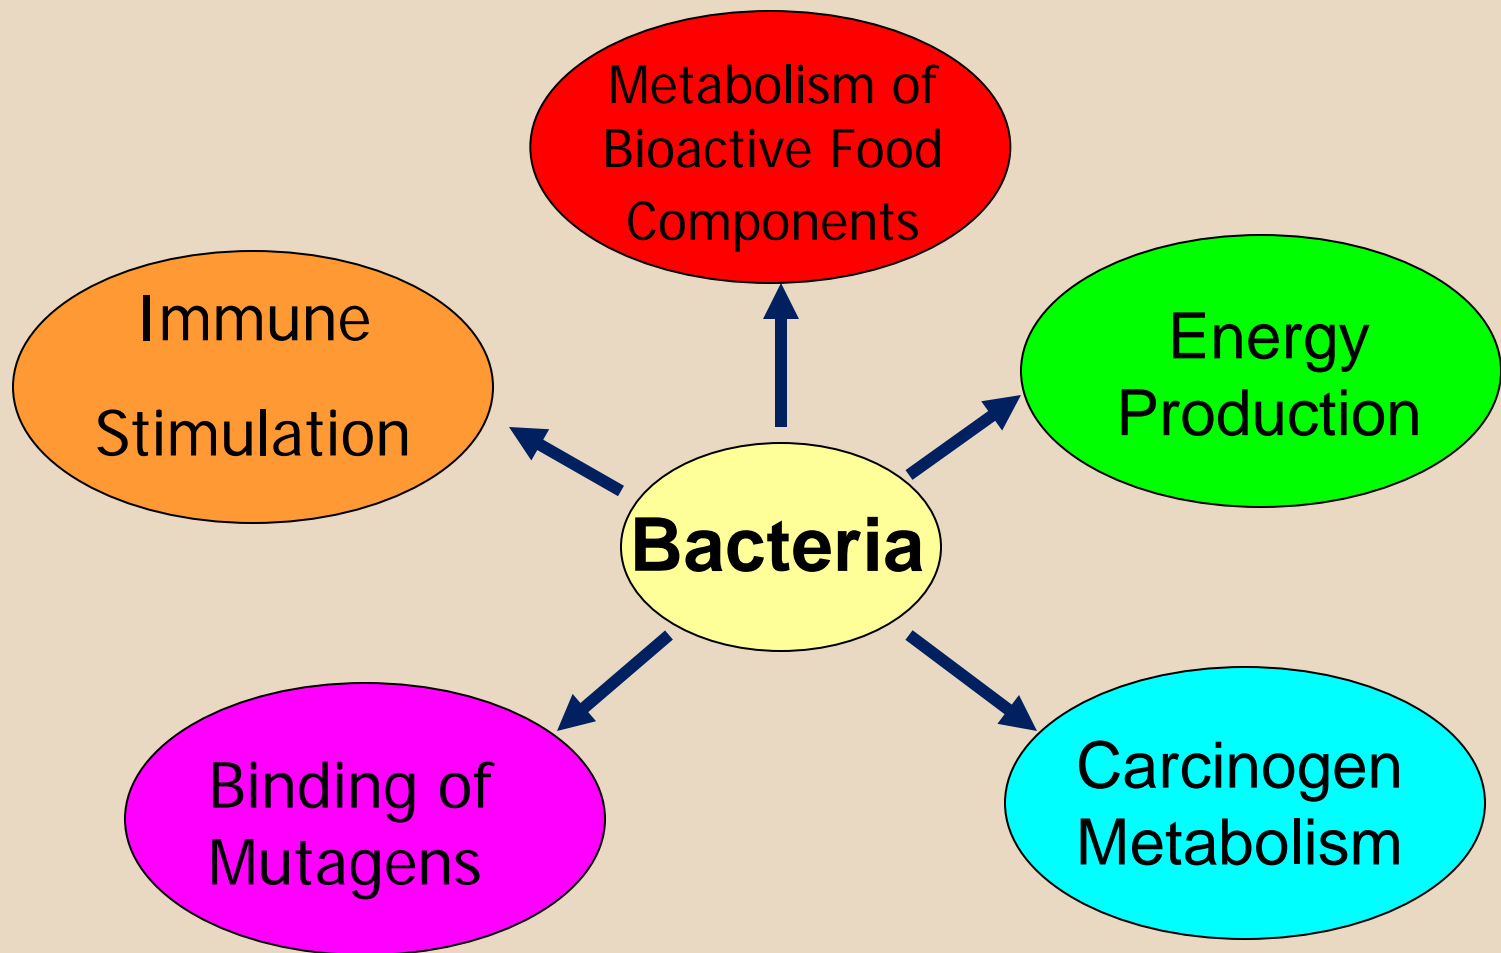 Metabolism of
Bioactive Food
Components
Immune
Stimulation
Energy
Production
Bacteria
Binding of
Mutagens
Carcinogen
Metabolism